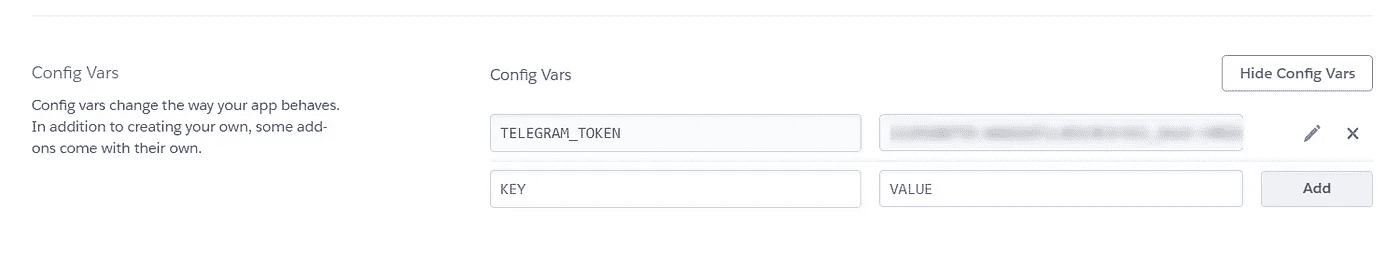 Config Vars
Config vars change the way your app behaves.
In addition to creating your own, some add-
ons come with their own.
Config Vars
Hide Config Vars
TELEGRAM_TOKEN
KEY
VALUE
Add